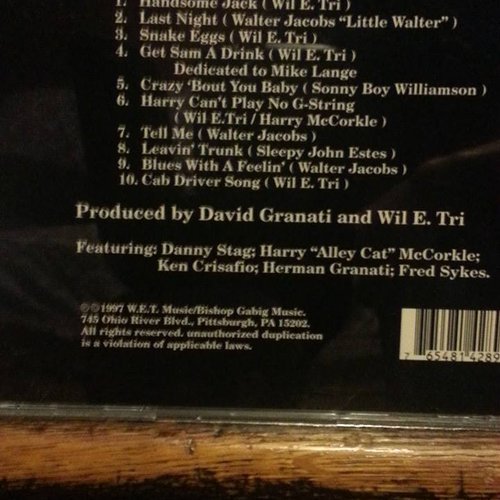 1. Handsome Jack ( Wil E. Tri )
2. Last Night ( Walter Jacobs "Little Walter" )
3. Snake Eggs ( Wil E. Tri )
4. Get Sam A Drink ( Wil E. Tri )
Dedicated to Mike Lange
5. Crazy 'Bout You Baby ( Sonny Boy Williamson )
6. Harry Can't Play No G-String
( Wil E.Tri / Harry McCorkle )
7. Tell Me ( Walter Jacobs )
8. Leavin' Trunk ( Sleepy John Estes )
9. Blues With A Feelin' ( Walter Jacobs )
10. Cab Driver Song ( Wil E. Tri )
Produced by David Granati and Wil E. Tri
Featuring: Danny Stag; Harry "Alley Cat" McCorkle;
Ken Crisafio; Herman Granati; Fred Sykes.
℗©1997 W.E.T. Music/Bishop Gabig Music.
745 Ohio River Blvd., Pittsburgh, PA 15202.
All rights reserved. unauthorized duplication
is a violation of applicable laws.
7 65481 4289